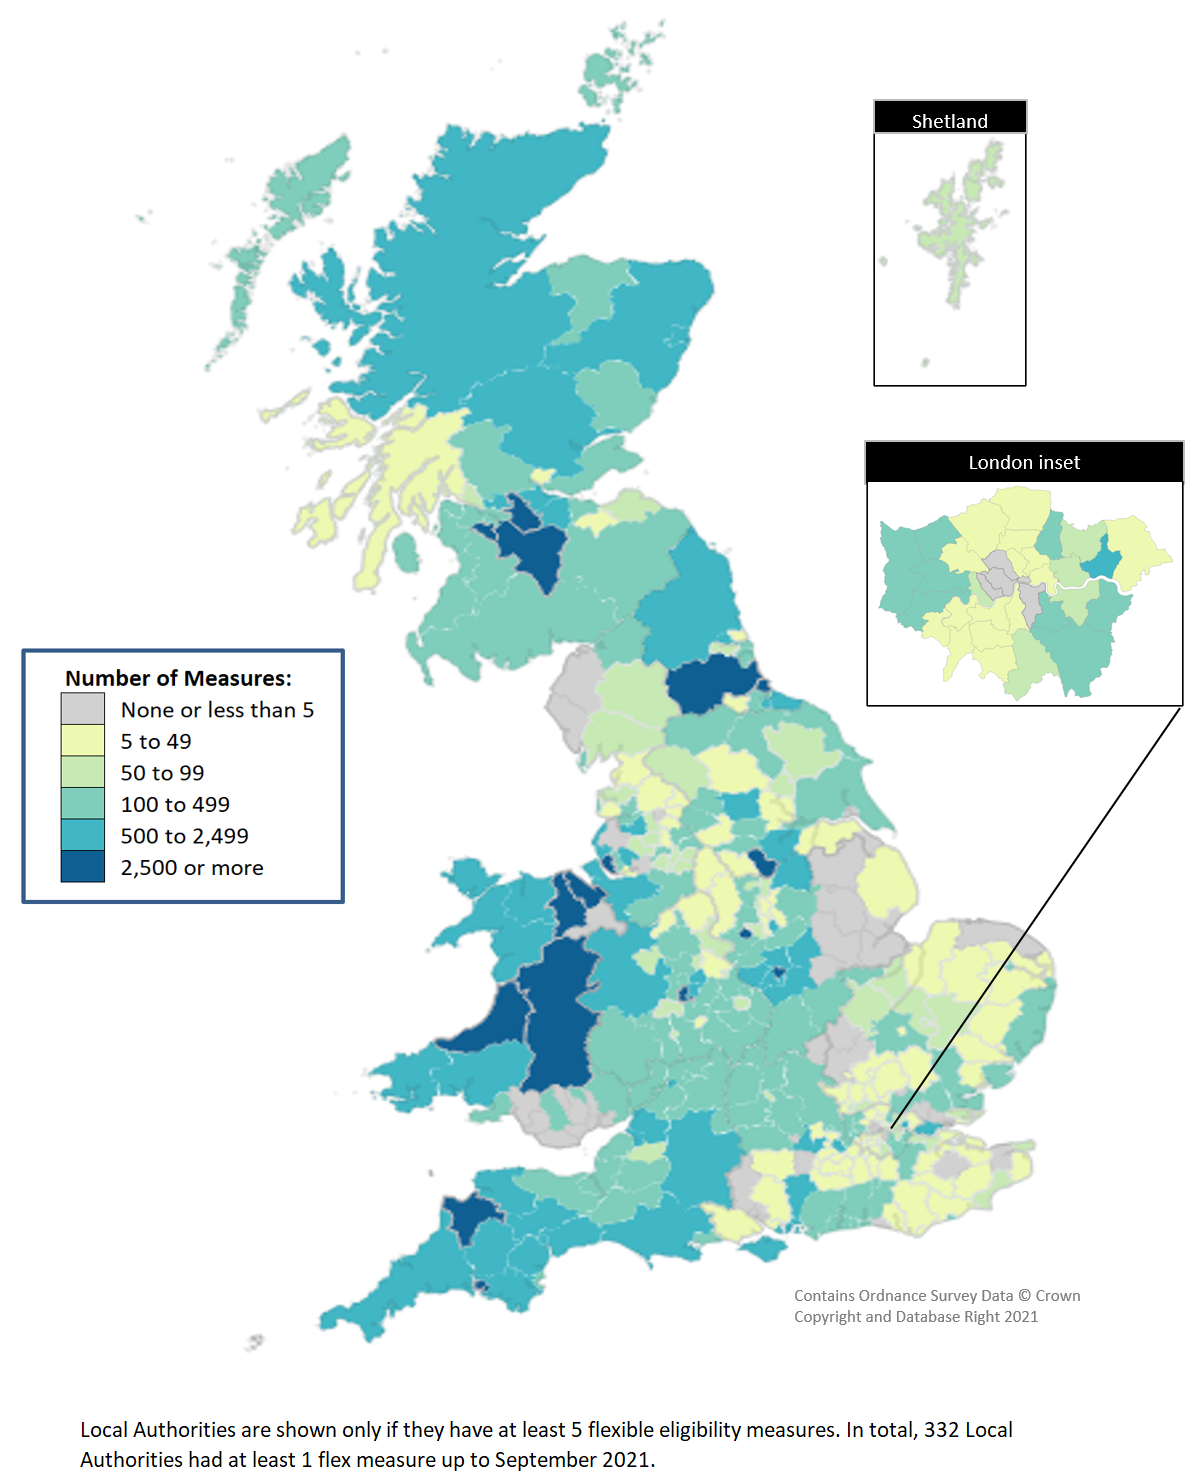 Shetland
London inset
Number of Measures:
None or less than 5
5 to 49
50 to 99
100 to 499
500 to 2,499
2,500 or more
Contains Ordnance Survey Data © Crown
Copyright and Database Right 2021
Local Authorities are shown only if they have at least 5 flexible eligibility measures. In total, 332 Local
Authorities had at least 1 flex measure up to September 2021.